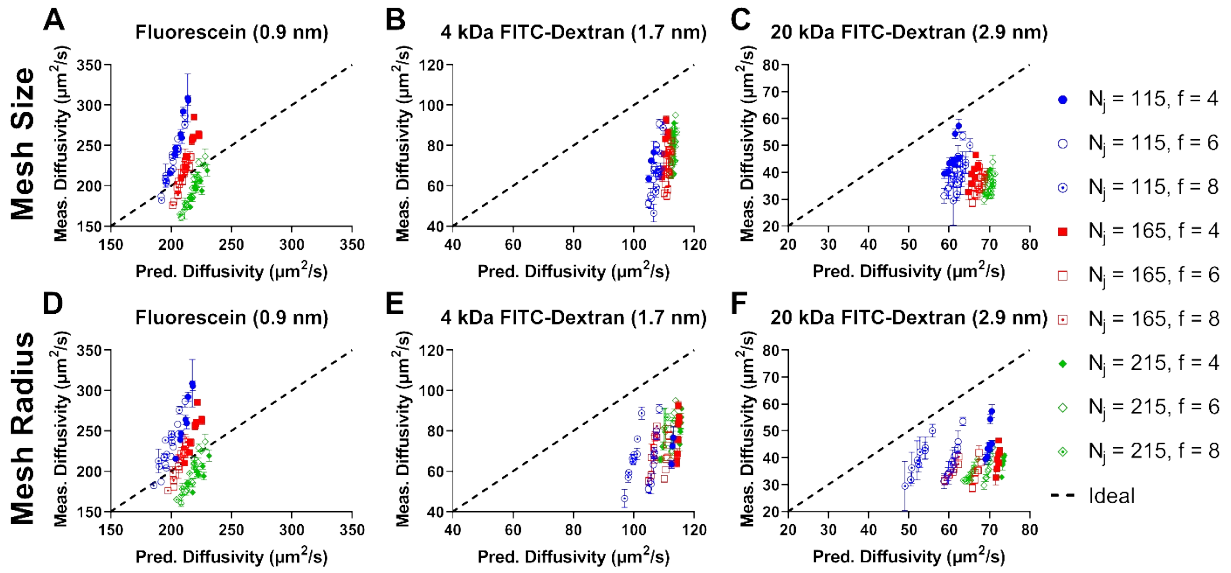 A
Fluorescein (0.9 nm)
B
4 kDa FITC-Dextran (1.7 nm)
C
20 kDa FITC-Dextran (2.9 nm)
Mesh Size
Meas. Diffusivity (µm²/s)
350
300
250
200
150
150 200 250 300 350
Pred. Diffusivity (µm²/s)
Meas. Diffusivity (µm²/s)
120
100
80
60
40
40 60 80 100 120
Pred. Diffusivity (µm²/s)
Meas. Diffusivity (µm²/s)
80
70
60
50
40
30
20
20 30 40 50 60 70 80
Pred. Diffusivity (µm²/s)
D
Fluorescein (0.9 nm)
E
4 kDa FITC-Dextran (1.7 nm)
F
20 kDa FITC-Dextran (2.9 nm)
Mesh Radius
Meas. Diffusivity (µm²/s)
350
300
250
200
150
150 200 250 300 350
Pred. Diffusivity (µm²/s)
Meas. Diffusivity (µm²/s)
120
100
80
60
40
40 60 80 100 120
Pred. Diffusivity (µm²/s)
Meas. Diffusivity (µm²/s)
80
70
60
50
40
30
20
20 30 40 50 60 70 80
Pred. Diffusivity (µm²/s)
Nj = 115, f = 4
Nj = 115, f = 6
Nj = 115, f = 8
Nj = 165, f = 4
Nj = 165, f = 6
Nj = 165, f = 8
Nj = 215, f = 4
Nj = 215, f = 6
Nj = 215, f = 8
Ideal